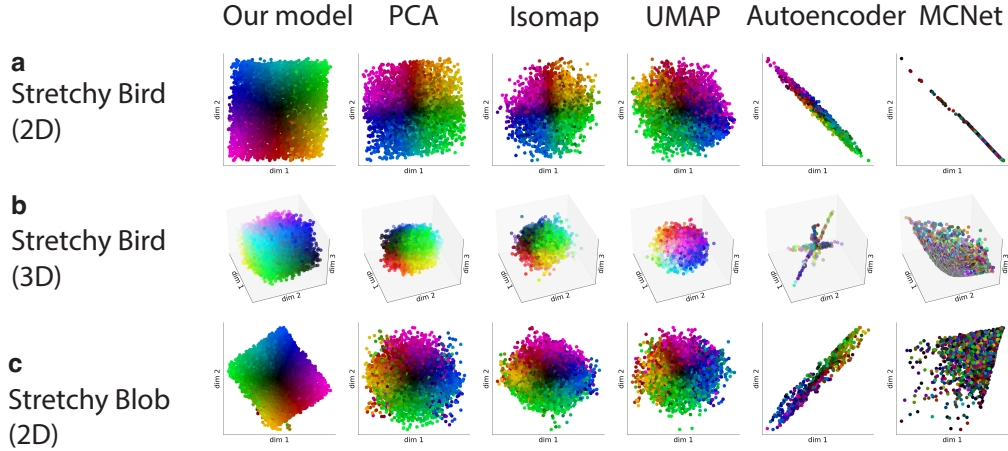 Our model PCA Isomap UMAP Autoencoder MCNet
a
Stretchy Bird
(2D)
dim 2 dim 2 dim 2 dim 2 dim 2 dim 2
dim 1 dim 1 dim 1 dim 1 dim 1 dim 1
b
Stretchy Bird
(3D)
dim 3 dim 3 dim 3 dim 3 dim 3 dim 3
dim 1 dim 1 dim 1 dim 1 dim 1 dim 1
dim 2 dim 2 dim 2 dim 2 dim 2 dim 2
c
Stretchy Blob
(2D)
dim 2 dim 2 dim 2 dim 2 dim 2 dim 2
dim 1 dim 1 dim 1 dim 1 dim 1 dim 1